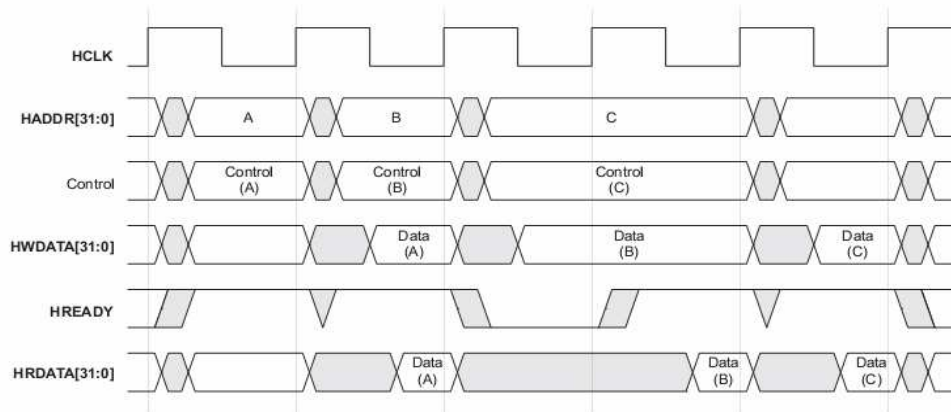 HCLK
HADDR[31:0]
A
B
C
Control
Control
(A)
Control
(B)
Control
(C)
HWDATA[31:0]
Data
(A)
Data
(B)
Data
(C)
HREADY
HRDATA[31:0]
Data
(A)
Data
(B)
Data
(C)